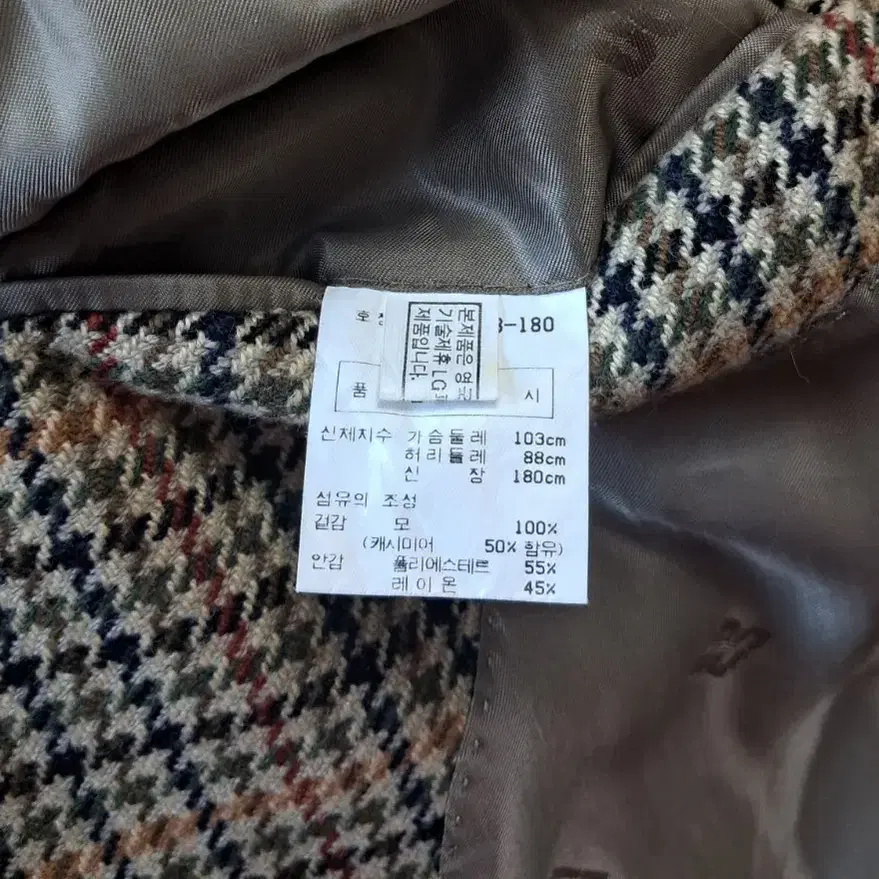 호
8-180
본제품은 영
기술제휴 LG
제품입니다.
품
시
신체치수 가슴둘레 103cm
허리둘레 88cm
신 장 180cm
섬유의 조성
겉감 모 100%
(캐시미어 50% 함유)
안감 폴리에스테르 55%
레이온 45%